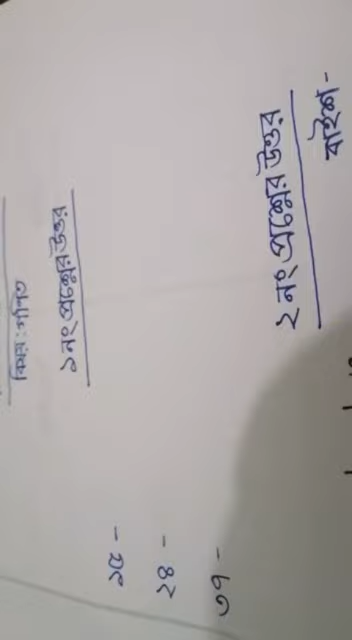 বিষয়: গণিত
১নং প্রশ্নের উত্তর
১৫ -
২৪ -
৩৭ -
২ নং প্রশ্নের উত্তর
বাইশ -